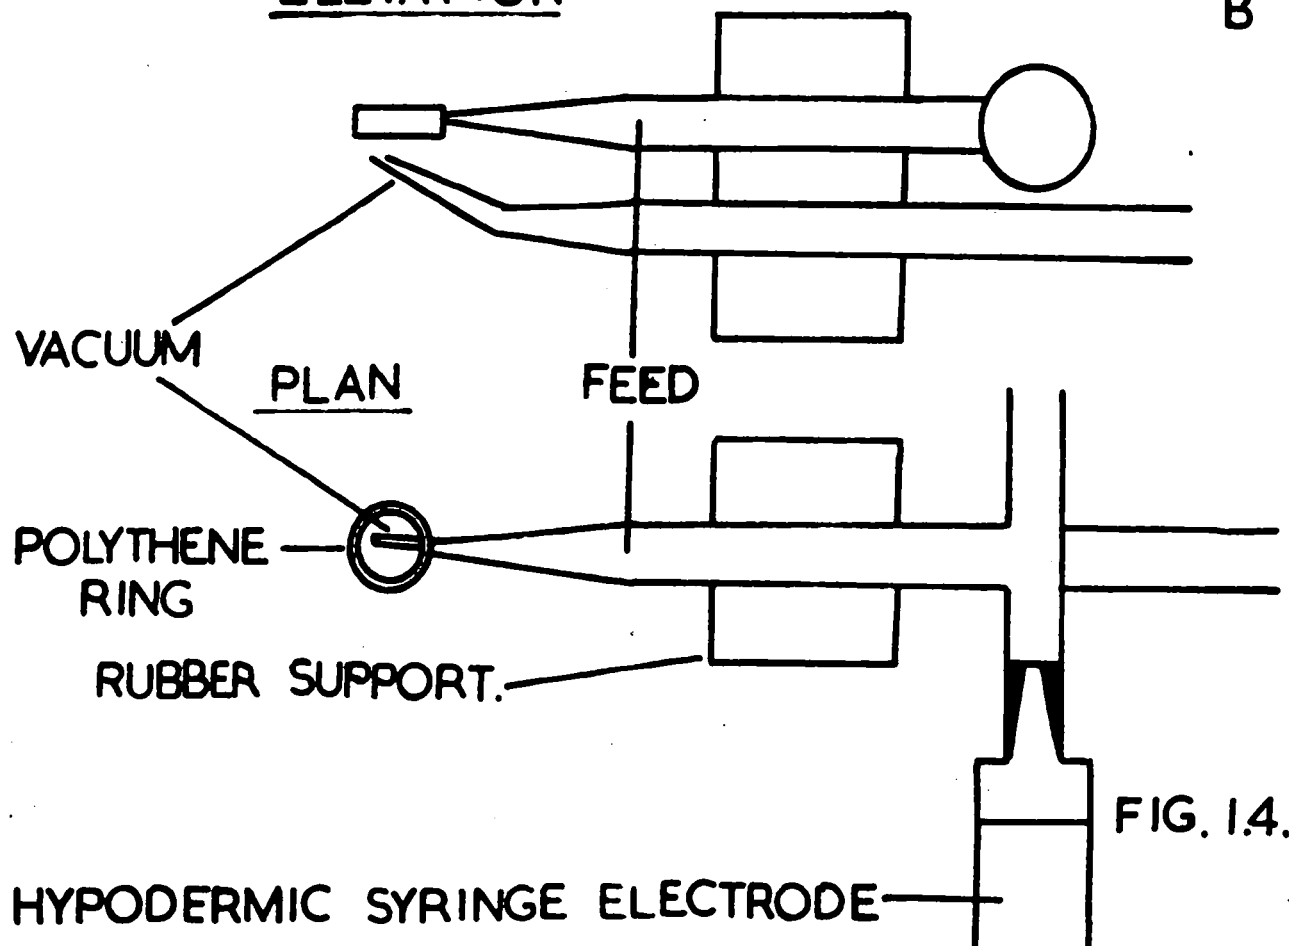 B
VACUUM
PLAN
FEED
POLYTHENE
RING
RUBBER SUPPORT.
FIG. 1.4.
HYPODERMIC SYRINGE ELECTRODE